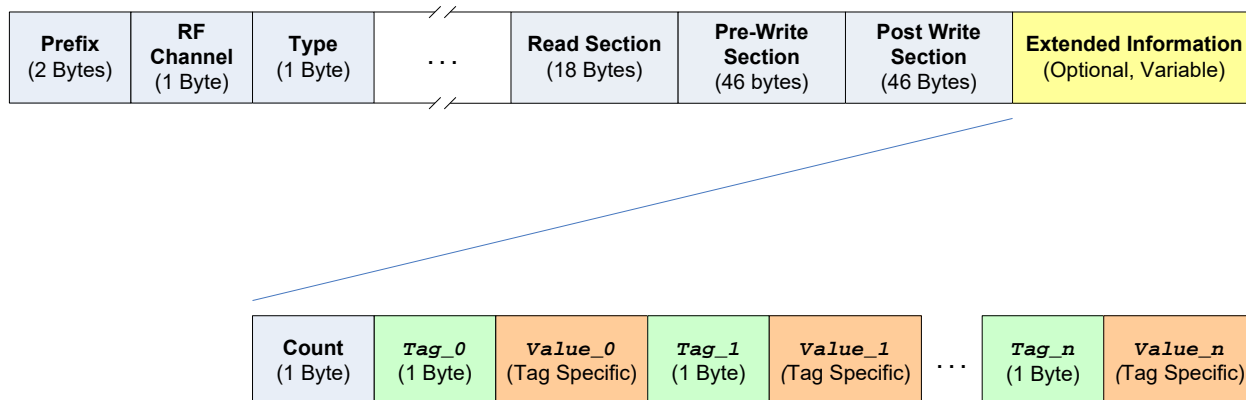 Prefix
(2 Bytes)
RF
Channel
(1 Byte)
Type
(1 Byte)
. . .
Read Section
(18 Bytes)
Pre-Write
Section
(46 bytes)
Post Write
Section
(46 Bytes)
Extended Information
(Optional, Variable)
Count
(1 Byte)
Tag_0
(1 Byte)
Value_0
(Tag Specific)
Tag_1
(1 Byte)
Value_1
(Tag Specific)
. . .
Tag_n
(1 Byte)
Value_n
(Tag Specific)